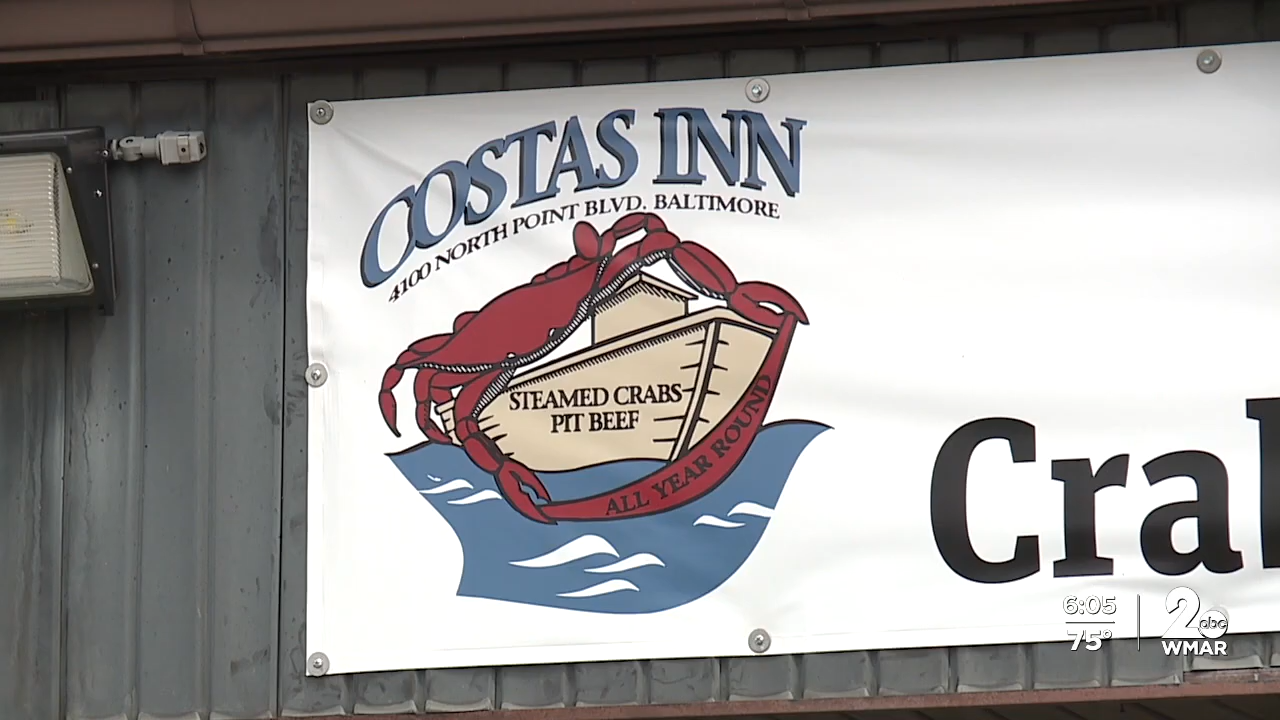 COSTAS INN
4100 NORTH POINT BLVD. BALTIMORE
STEAMED CRABS
PIT BEEF
ALL YEAR ROUND
Crab
6:05
75°
2 abc
WMAR